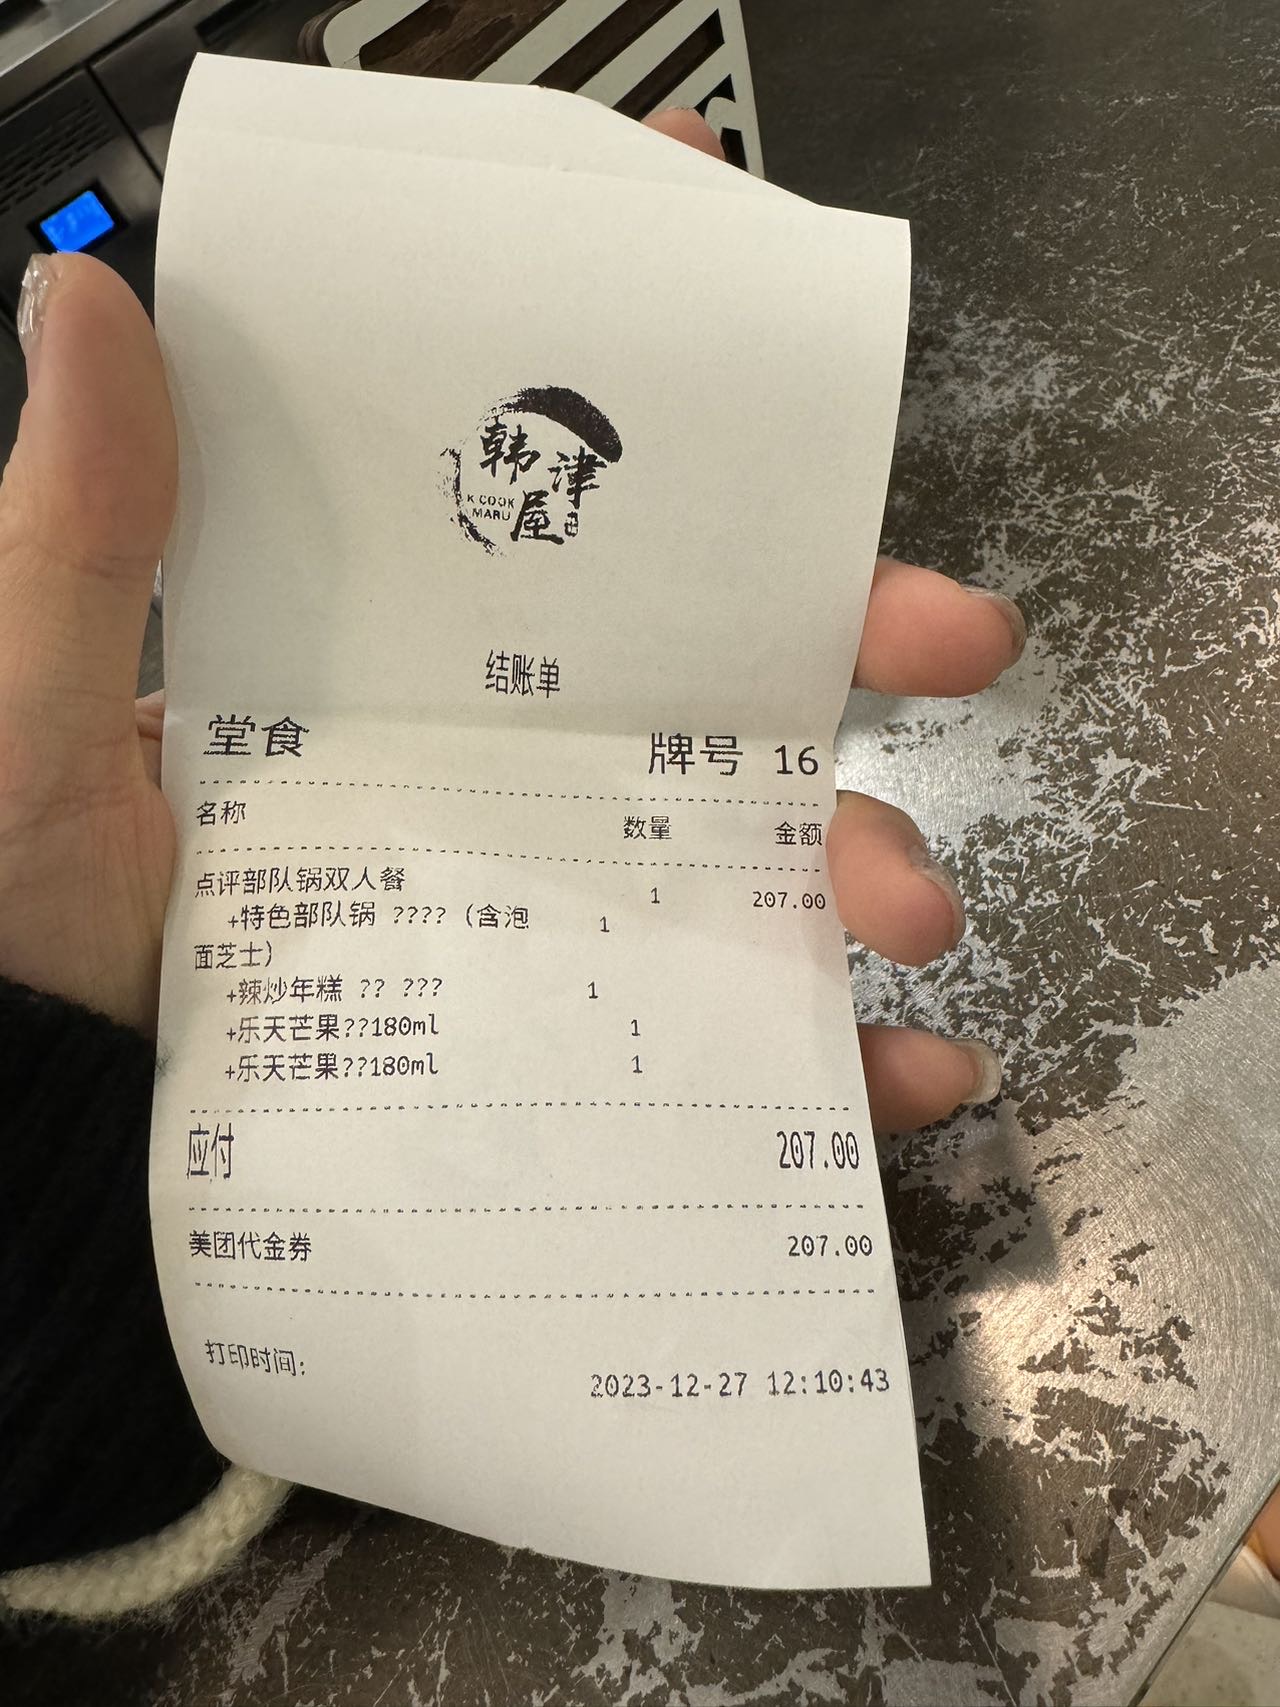 韩津屋
K COOK
MARU
结账单
堂食 牌号 16
名称 数量 金额
点评部队锅双人餐 1 207.00
+特色部队锅 ???? (含泡 1
面芝士)
+辣炒年糕 ?? ??? 1
+乐天芒果??180ml 1
+乐天芒果??180ml 1
应付 207.00
美团代金券 207.00
打印时间: 2023-12-27 12:10:43